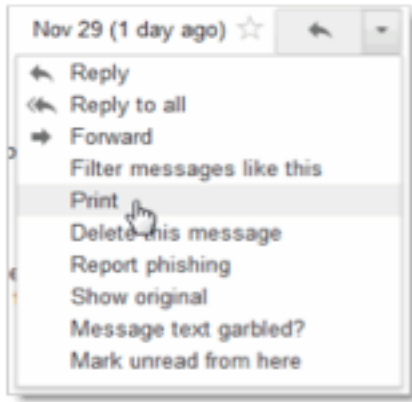 Nov 29 (1 day ago)
Reply
Reply to all
Forward
Filter messages like this
Print
Delete this message
Report phishing
Show original
Message text garbled?
Mark unread from here